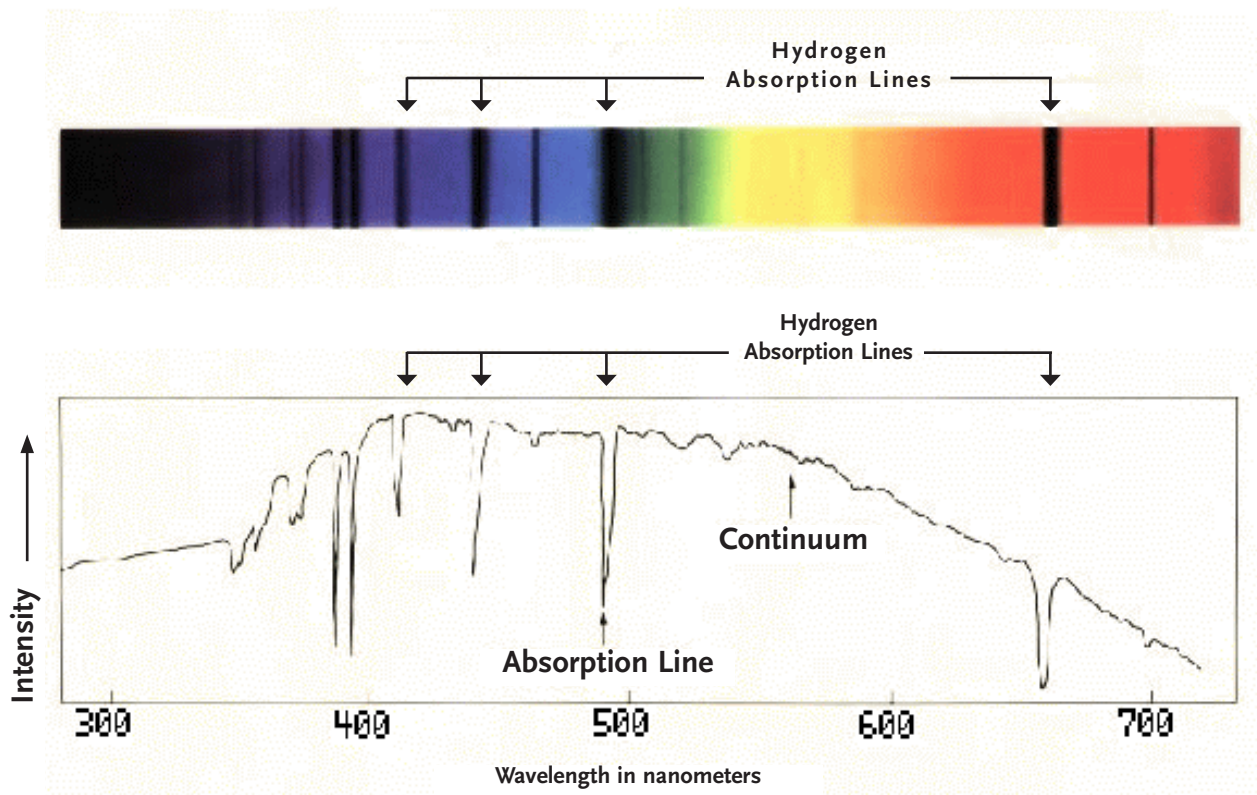 Hydrogen
Absorption Lines
Hydrogen
Absorption Lines
Continuum
Absorption Line
Intensity
300 400 500 600 700
Wavelength in nanometers